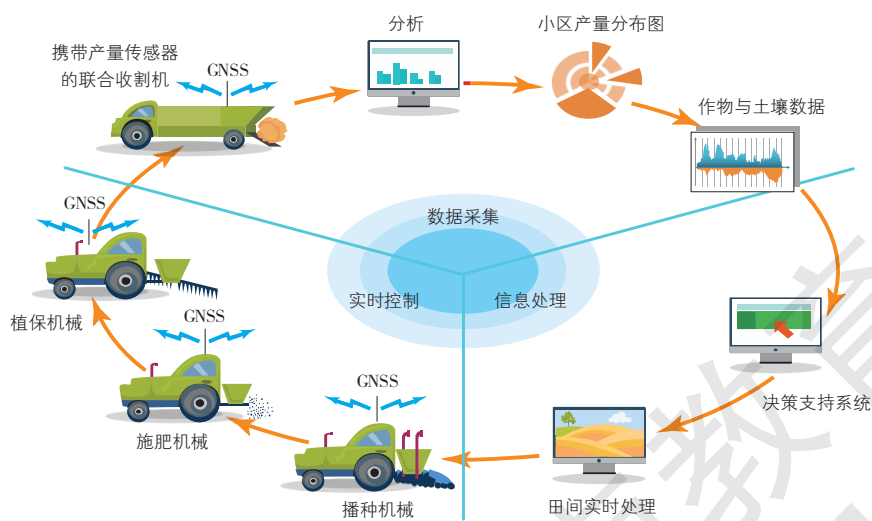 分析
小区产量分布图
携带产量传感器
的联合收割机
GNSS
作物与土壤数据
GNSS
数据采集
实时控制
信息处理
植保机械
GNSS
GNSS
决策支持系统
施肥机械
播种机械
田间实时处理
教育